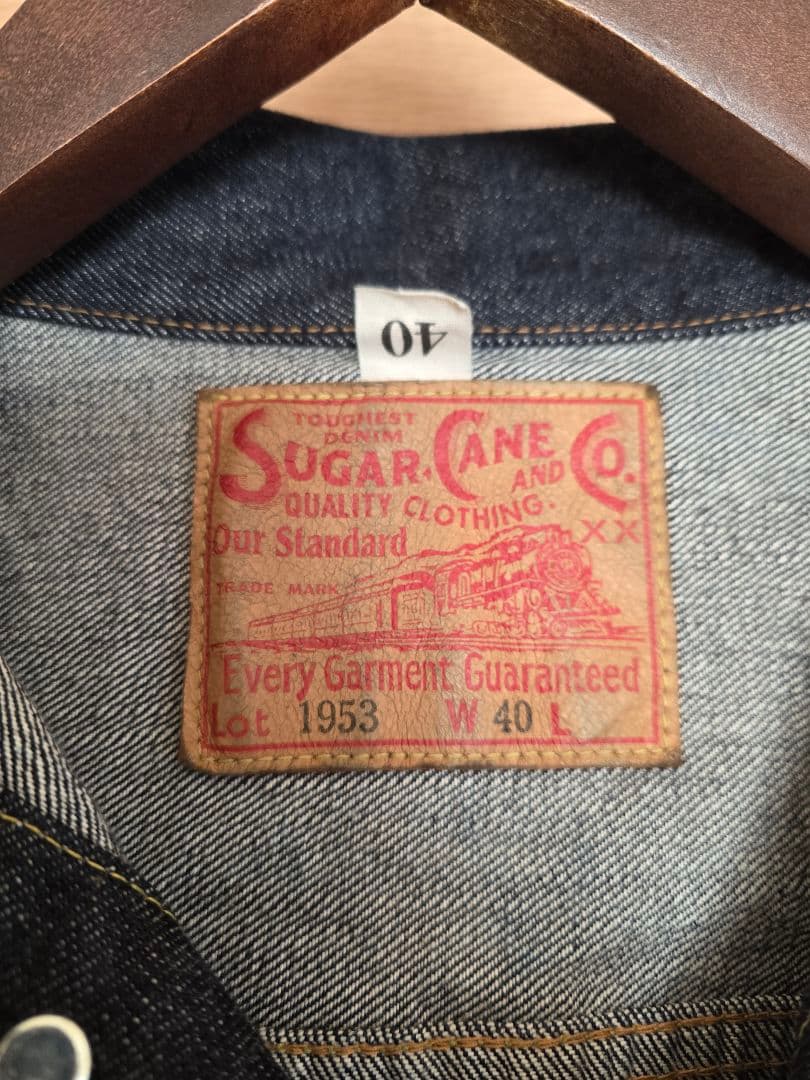 40
TOUGHEST
DENIM
SUGAR CANE CO.
AND
QUALITY CLOTHING.
Our Standard
XX
TRADE MARK
Every Garment Guaranteed
Lot 1953 W 40 L